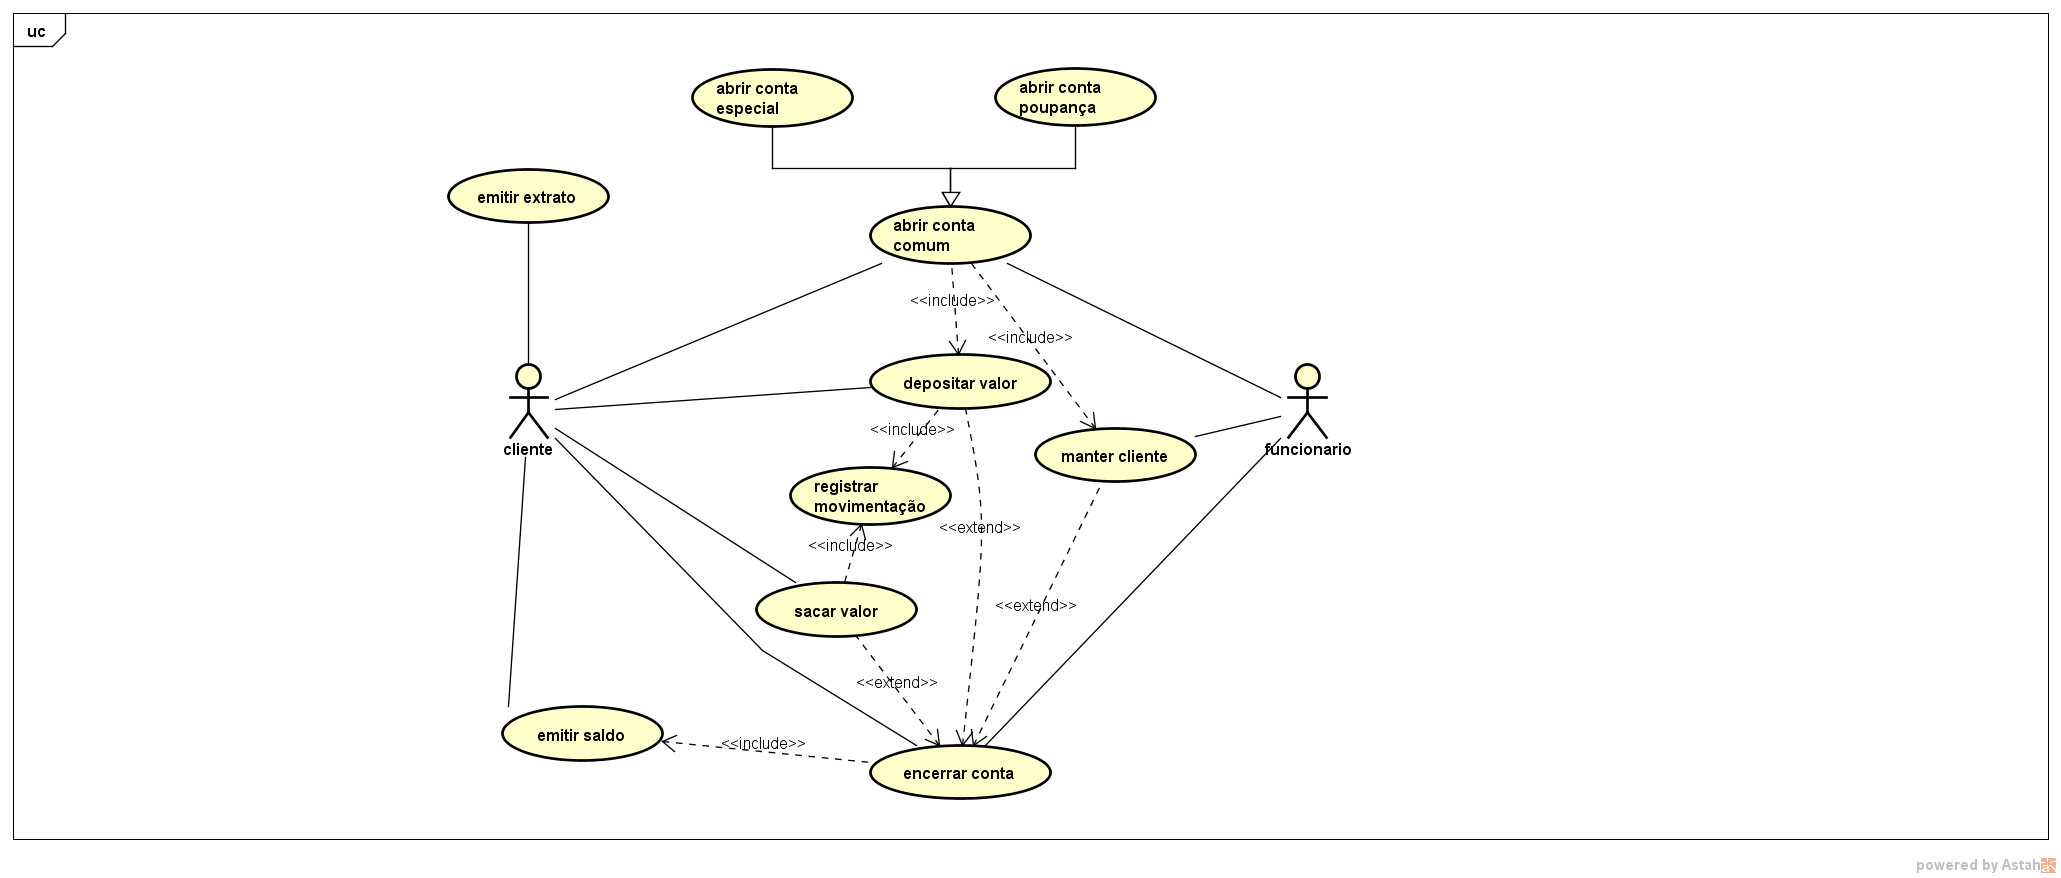 uc
abrir conta
especial
abrir conta
poupança
emitir extrato
abrir conta
comum
<<include>>
<<include>>
depositar valor
<<include>>
cliente
funcionario
manter cliente
registrar
movimentação
<<extend>>
<<include>>
<<extend>>
sacar valor
<<extend>>
emitir saldo
<<include>>
encerrar conta
powered by Astah